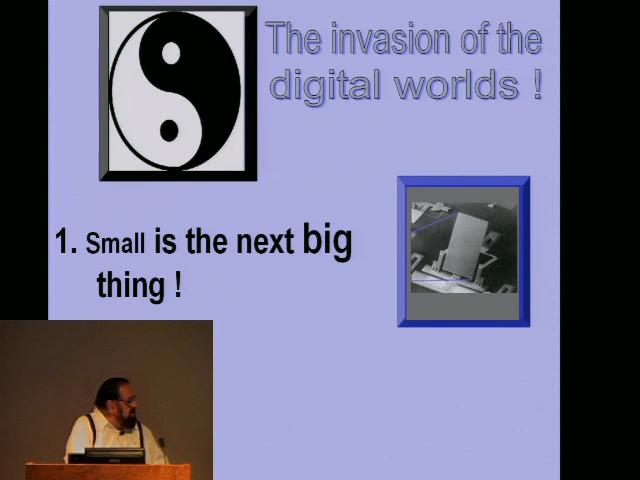 The invasion of the
digital worlds !
1. Small is the next big
thing !